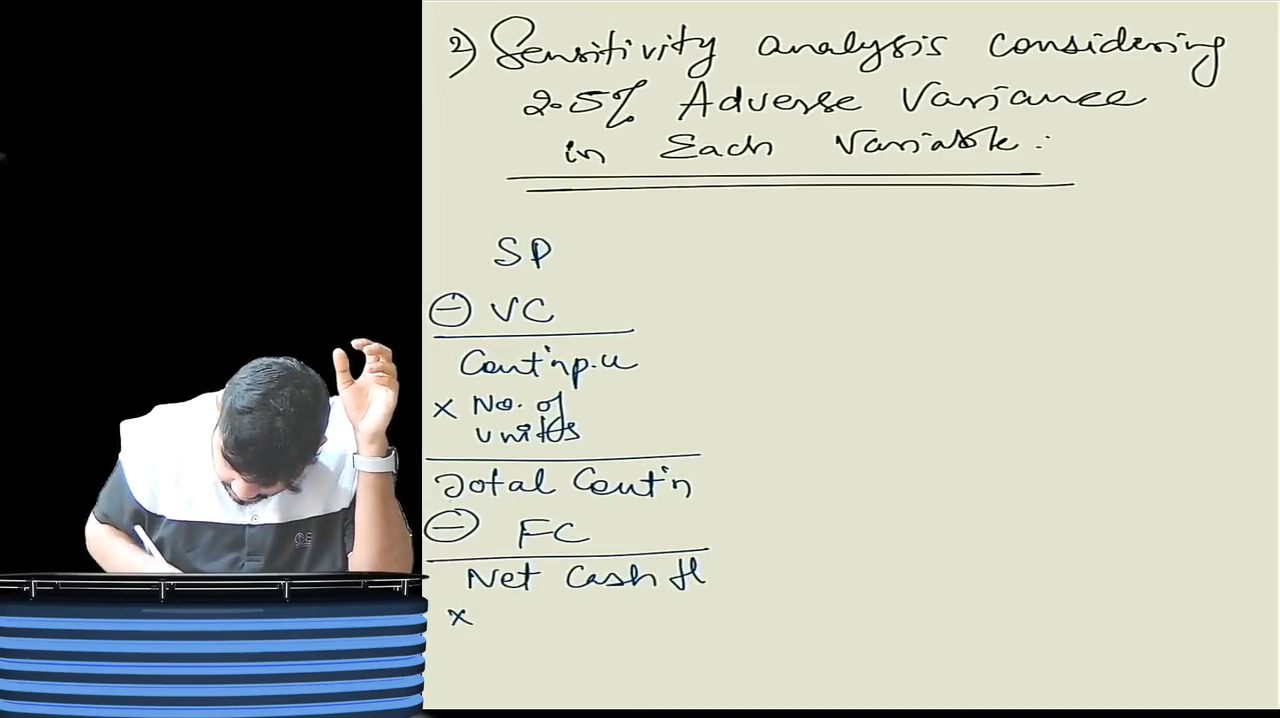 2) Sensitivity analysis considering
2.5% Adverse Variance
in Each Variable :
SP
⊖ VC
Cont'n p.u
× No. of
units
Total Cont'n
⊖ FC
Net Cash fl
×